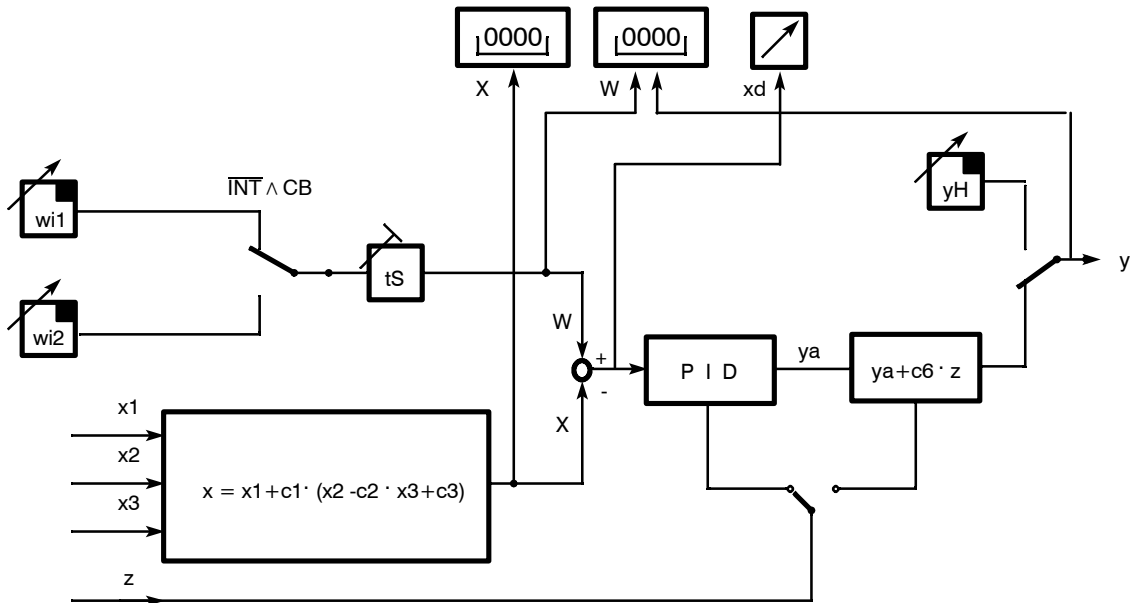 0000
0000
X
W
xd
wi1
INT ∧ CB
yH
tS
y
wi2
W
+
-
P I D
ya
ya+c6 · z
X
x1
x2
x = x1+c1 · (x2 -c2 · x3+c3)
x3
z